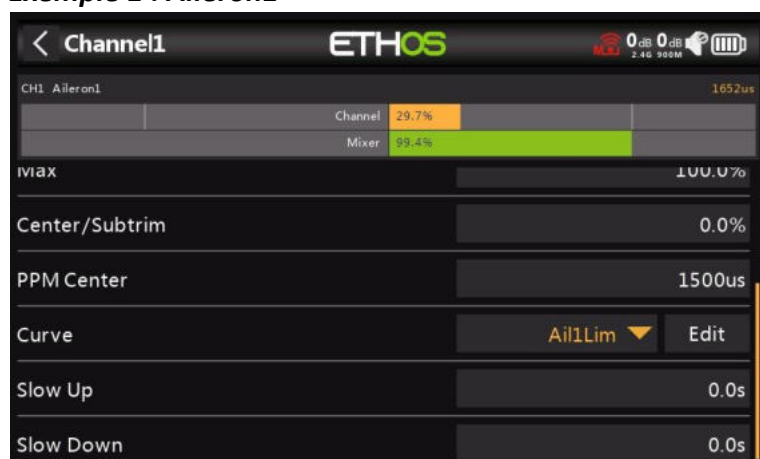 Example 14 Aileron1
Channel1 ETHOS 0dB 0dB
2.4G 900M
CH1 Aileron1 1652us
Channel 29.7%
Mixer 99.4%
Max 100.0%
Center/Subtrim 0.0%
PPM Center 1500us
Curve Ail1Lim Edit
Slow Up 0.0s
Slow Down 0.0s